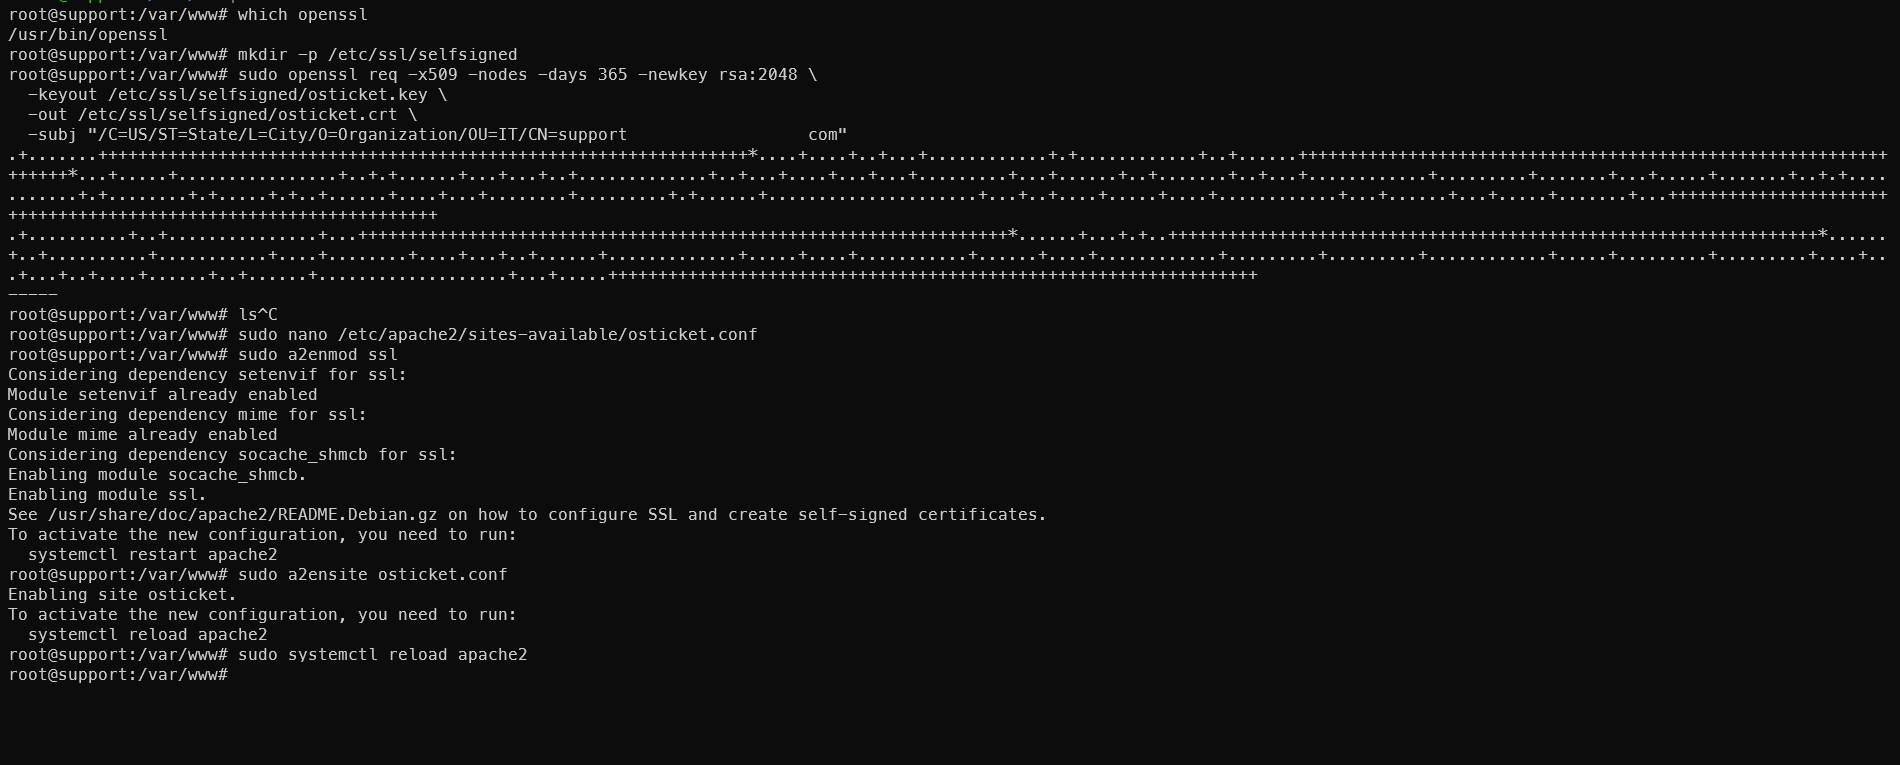 root@support:/var/www# which openssl
/usr/bin/openssl
root@support:/var/www# mkdir -p /etc/ssl/selfsigned
root@support:/var/www# sudo openssl req -x509 -nodes -days 365 -newkey rsa:2048 \
  -keyout /etc/ssl/selfsigned/osticket.key \
  -out /etc/ssl/selfsigned/osticket.crt \
  -subj "/C=US/ST=State/L=City/O=Organization/OU=IT/CN=support                  com"
-----
root@support:/var/www# ls^C
root@support:/var/www# sudo nano /etc/apache2/sites-available/osticket.conf
root@support:/var/www# sudo a2enmod ssl
Considering dependency setenvif for ssl:
Module setenvif already enabled
Considering dependency mime for ssl:
Module mime already enabled
Considering dependency socache_shmcb for ssl:
Enabling module socache_shmcb.
Enabling module ssl.
See /usr/share/doc/apache2/README.Debian.gz on how to configure SSL and create self-signed certificates.
To activate the new configuration, you need to run:
  systemctl restart apache2
root@support:/var/www# sudo a2ensite osticket.conf
Enabling site osticket.
To activate the new configuration, you need to run:
  systemctl reload apache2
root@support:/var/www# sudo systemctl reload apache2
root@support:/var/www#